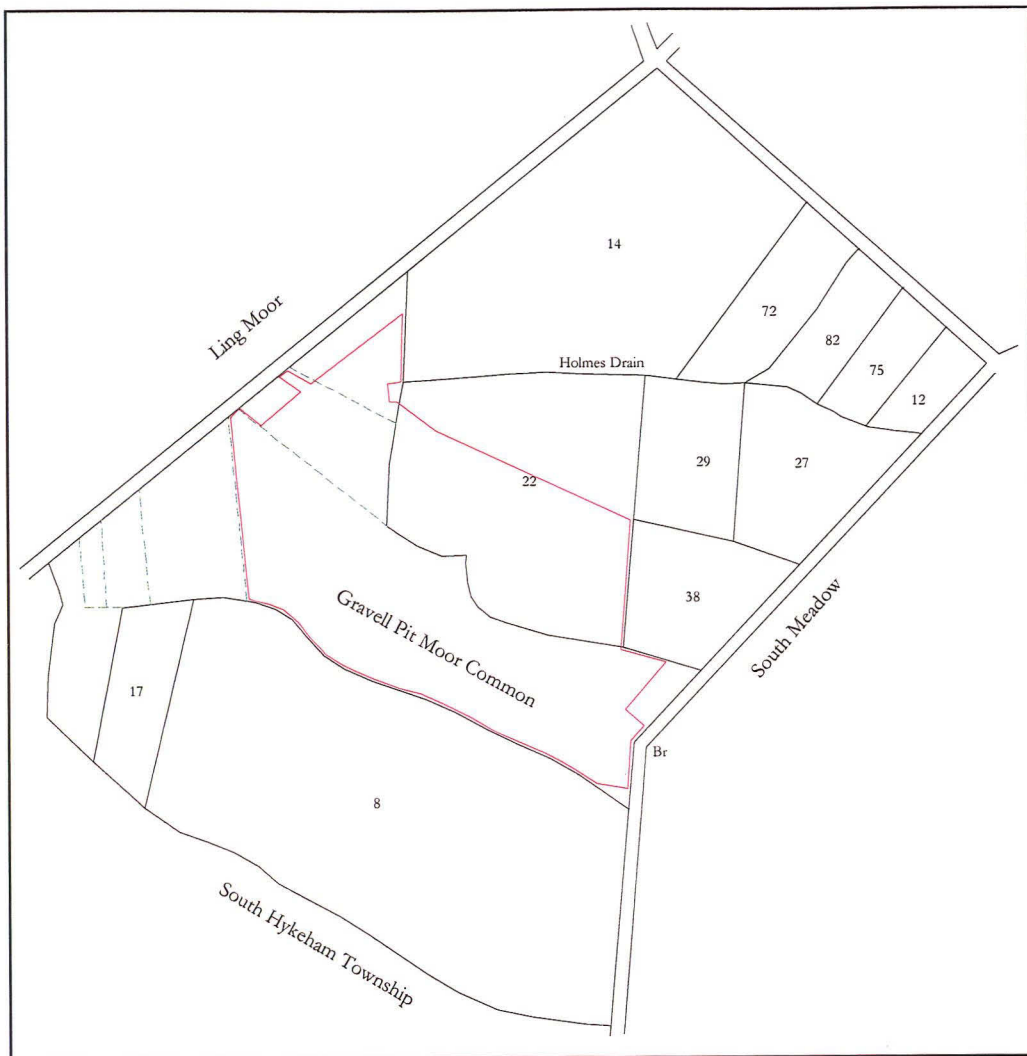 14
Ling Moor
72
82
75
12
Holmes Drain
22
29
27
38
South Meadow
Gravell Pit Moor Common
17
Br
8
South Hykeham Township